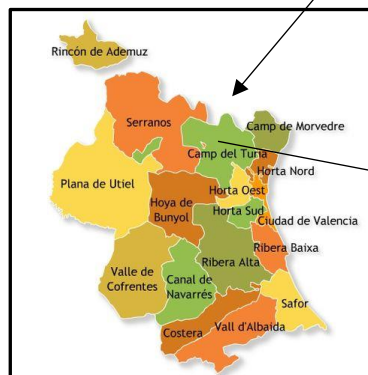 Rincón de Ademuz
Serranos
Camp de Morvedre
Camp del Turia
Horta Nord
Plana de Utiel
Horta Oest
Hoya de
Bunyol
Horta Sud
Ciudad de Valencia
Ribera Baixa
Valle de
Cofrentes
Ribera Alta
Canal de
Navarrés
Safor
Costera
Vall d'Albaida